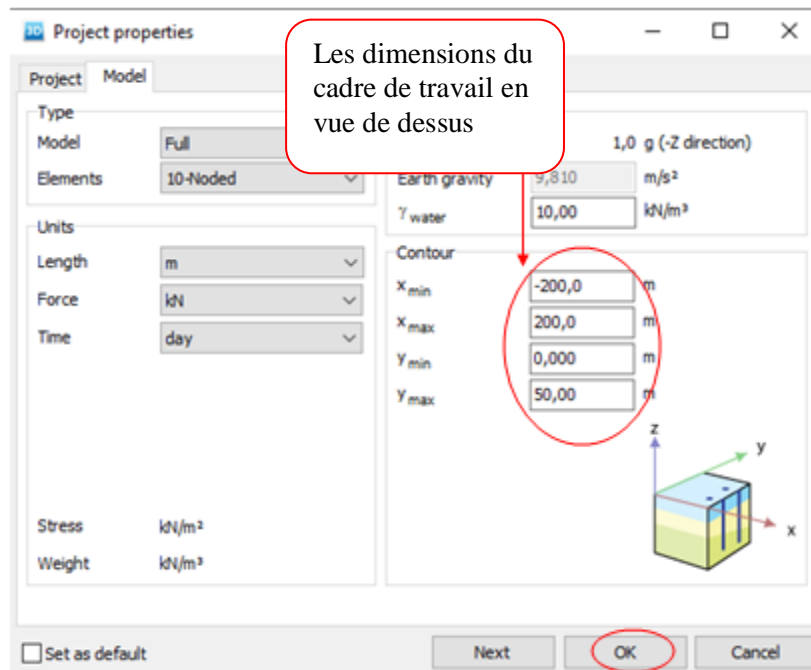 3D Project properties
Les dimensions du
cadre de travail en
vue de dessus
Project Model
Type
Model Full
Elements 10-Noded
Units
Length m
Force kN
Time day
Stress kN/m²
Weight kN/m³
1,0 g (-Z direction)
Earth gravity 9,810 m/s²
γ water 10,00 kN/m³
Contour
x min -200,0 m
x max 200,0 m
y min 0,000 m
y max 50,00 m
z
y
x
Set as default Next OK Cancel